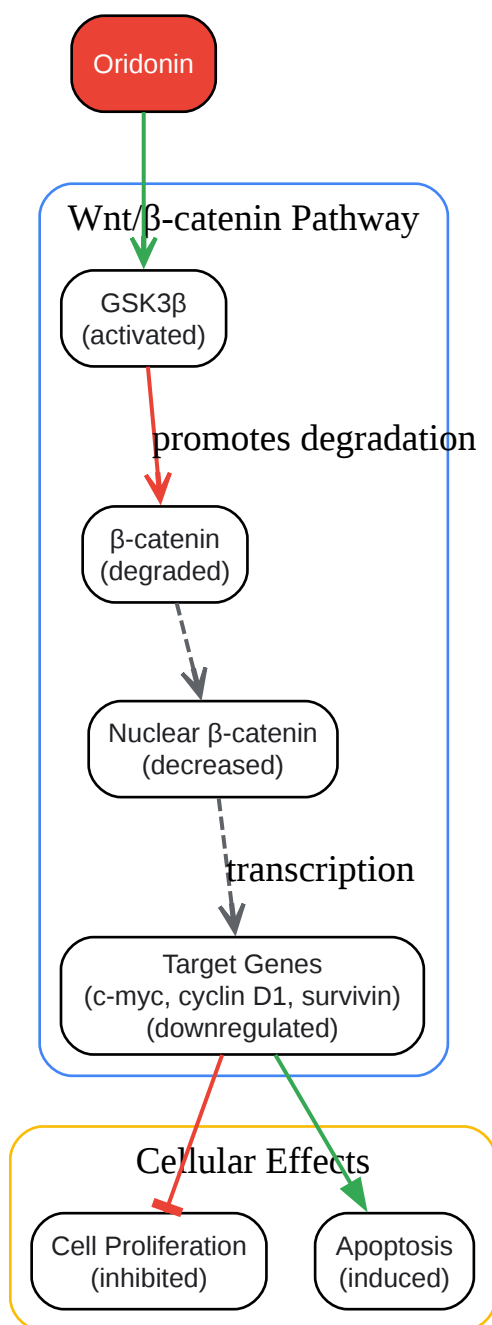 Oridonin
Wnt/β-catenin Pathway
GSK3β
(activated)
promotes degradation
β-catenin
(degraded)
Nuclear β-catenin
(decreased)
transcription
Target Genes
(c-myc, cyclin D1, survivin)
(downregulated)
Cellular Effects
Cell Proliferation
(inhibited)
Apoptosis
(induced)